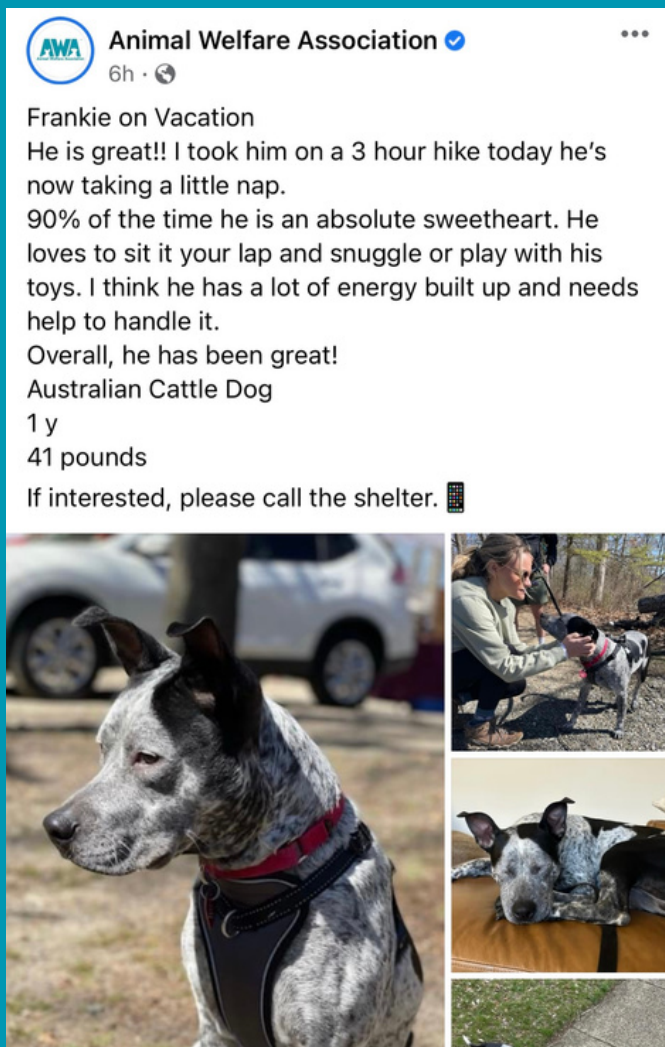 AWA
Animal Welfare Association
6h ·
Frankie on Vacation
He is great!! I took him on a 3 hour hike today he's
now taking a little nap.
90% of the time he is an absolute sweetheart. He
loves to sit it your lap and snuggle or play with his
toys. I think he has a lot of energy built up and needs
help to handle it.
Overall, he has been great!
Australian Cattle Dog
1 y
41 pounds
If interested, please call the shelter. 📱